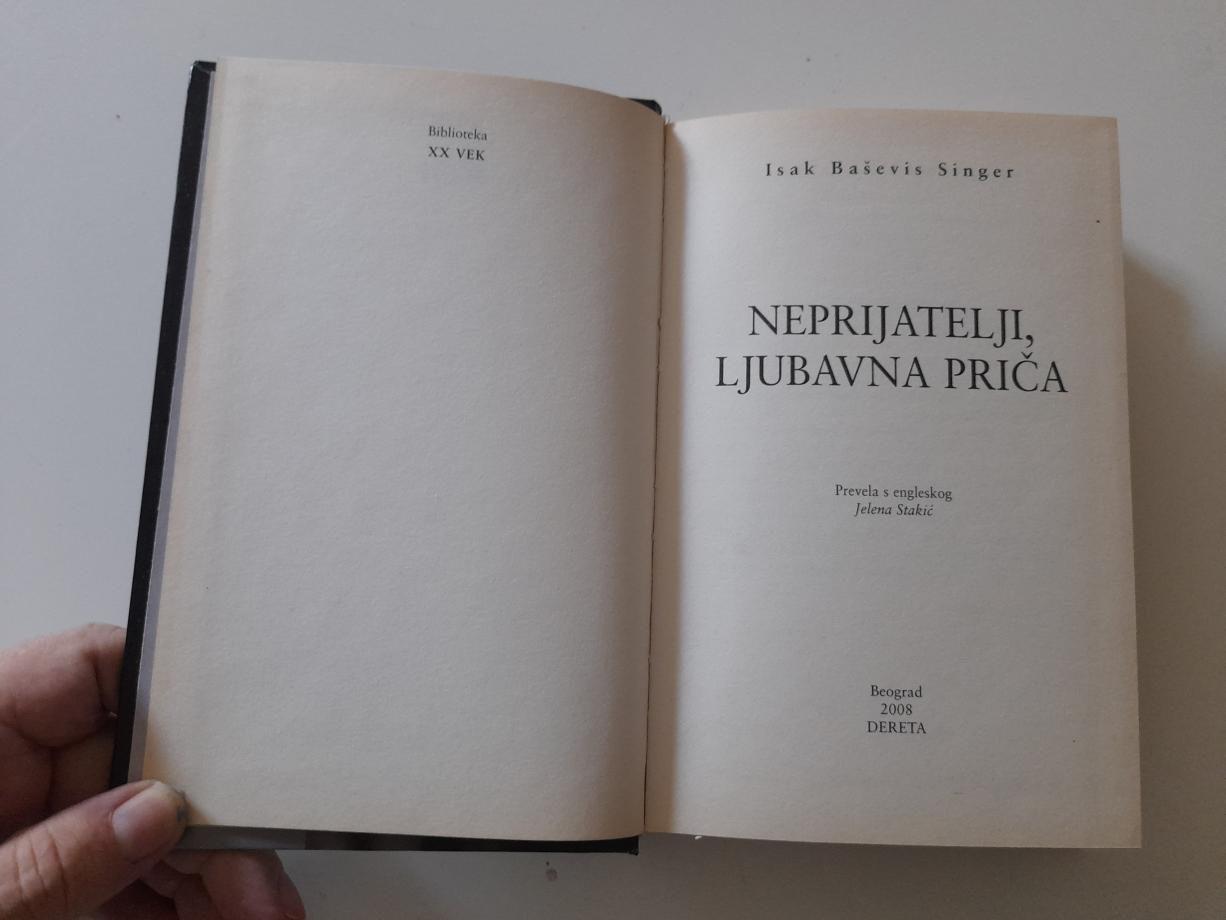 Biblioteka
XX VEK
Isak Baševis Singer
NEPRIJATELJI,
LJUBAVNA PRIČA
Prevela s engleskog
Jelena Stakić
Beograd
2008
DERETA